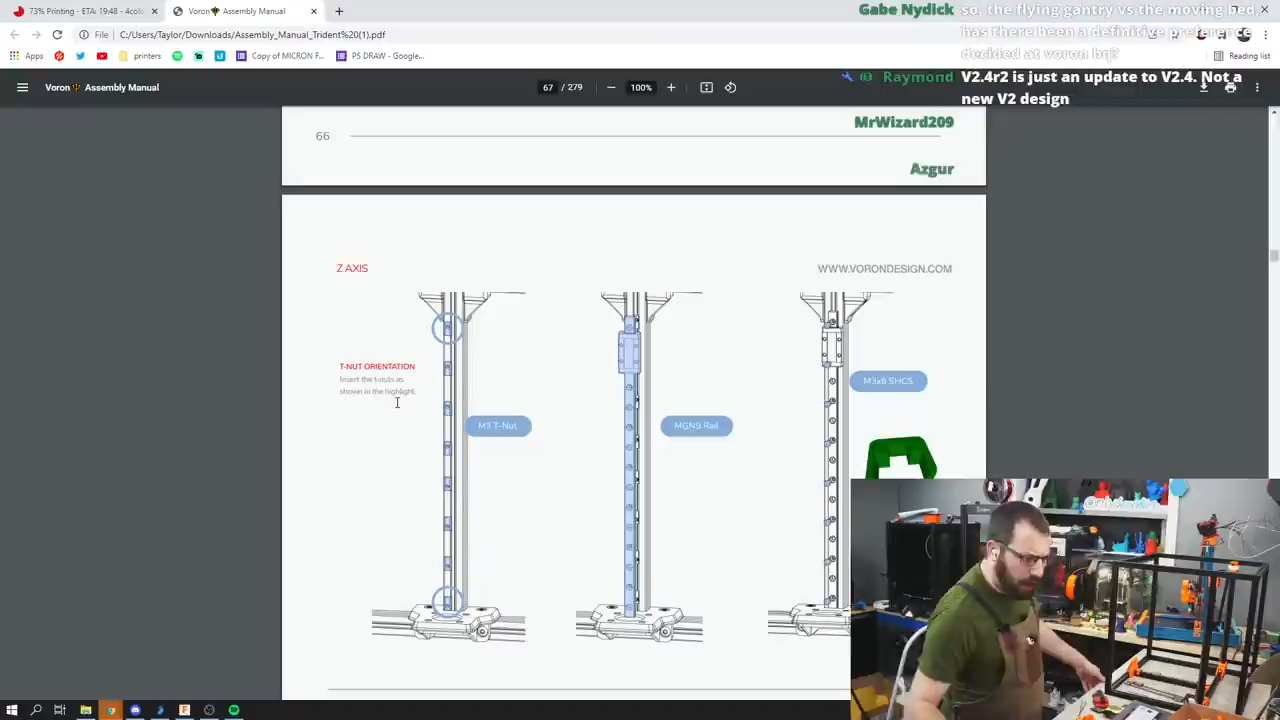 73% Printing - ETA: 19:48 - 4colo
Voron Assembly Manual
Gabe Nydick
so, the flying gantry vs the moving bed,
has there been a definitive preference
decided at voron hq?
File
C:/Users/Taylor/Downloads/Assembly_Manual_Trident%20(1).pdf
Apps
printers
Copy of MICRON F...
PS DRAW - Google...
Reading list
Voron Assembly Manual
67 / 279
100%
Raymond
V2.4r2 is just an update to V2.4. Not a
new V2 design
MrWizard209
66
Azgur
Z AXIS
WWW.VORONDESIGN.COM
T-NUT ORIENTATION
Insert the t-nuts as
shown in the highlight.
M3x8 SHCS
M3 T-Nut
MGN9 Rail